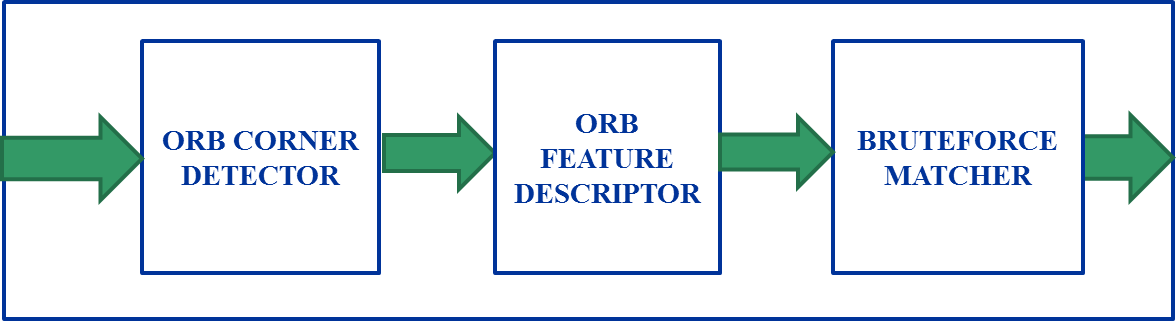 ORB CORNER
DETECTOR
ORB
FEATURE
DESCRIPTOR
BRUTEFORCE
MATCHER